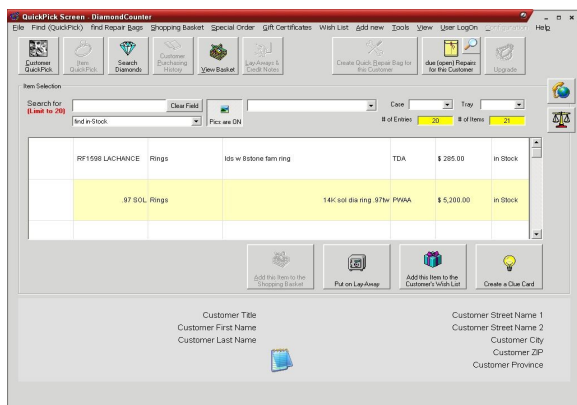 QuickPick Screen - DiamondCounter
File Find (QuickPick) find Repair Bags Shopping Basket Special Order Gift Certificates Wish List Add new Tools View User LogOn Help
Customer QuickPick
Item QuickPick
Search Diamonds
Customer Purchasing History
View Basket
Lay-Aways & Credit Notes
Create Quick Repair Bag for this Customer
due (open) Repairs for this Customer
Upgrade
Item Selection
Search for
(Limit to 20)
Clear Field
find in-Stock
Pics are ON
Case
Tray
# of Entries 20 # of Items 21
RF1598 LACHANCE Rings lds w 8stone fam ring TDA $ 285.00 in Stock
.97 SOL Rings 14K sol dia ring .97tw PWAA $ 5,200.00 in Stock
Add this Item to the Shopping Basket
Put on Lay-Away
Add this Item to the Customer's Wish List
Create a Clue Card
Customer Title
Customer First Name
Customer Last Name
Customer Street Name 1
Customer Street Name 2
Customer City
Customer ZIP
Customer Province